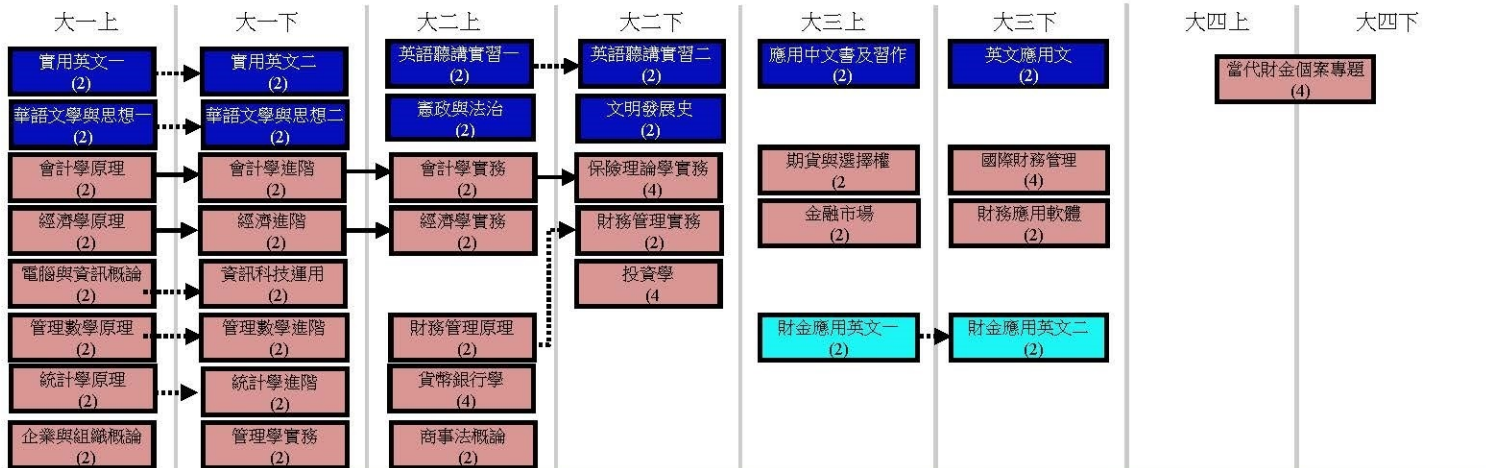 大一上 大一下 大二上 大二下 大三上 大三下 大四上 大四下
實用英文一
(2)
實用英文二
(2)
英語聽講實習一
(2)
英語聽講實習二
(2)
應用中文書及習作
(2)
英文應用文
(2)
當代財金個案專題
(4)
華語文學與思想一
(2)
華語文學與思想二
(2)
憲政與法治
(2)
文明發展史
(2)
會計學原理
(2)
會計學進階
(2)
會計學實務
(2)
保險理論學實務
(4)
期貨與選擇權
(2
國際財務管理
(4)
經濟學原理
(2)
經濟進階
(2)
經濟學實務
(2)
財務管理實務
(2)
金融市場
(2)
財務應用軟體
(2)
電腦與資訊概論
(2)
資訊科技運用
(2)
投資學
(4
管理數學原理
(2)
管理數學進階
(2)
財務管理原理
(2)
財金應用英文一
(2)
財金應用英文二
(2)
統計學原理
(2)
統計學進階
(2)
貨幣銀行學
(4)
企業與組織概論
(2)
管理學實務
(2)
商事法概論
(2)